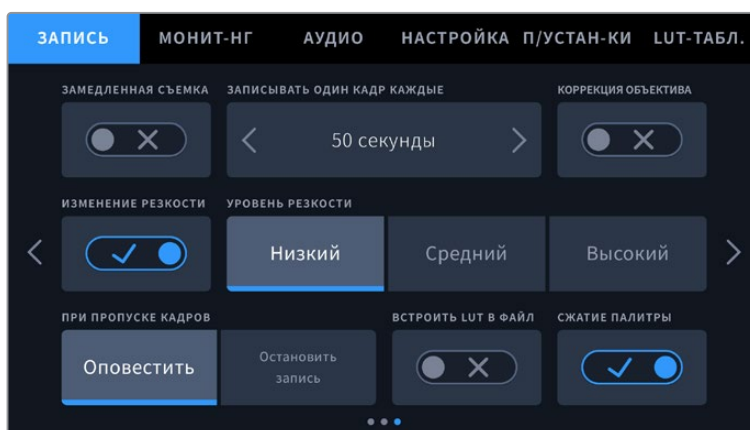 ЗАПИСЬ МОНИТ-НГ АУДИО НАСТРОЙКА П/УСТАН-КИ LUT-ТАБЛ.
ЗАМЕДЛЕННАЯ СЪЕМКА ЗАПИСЫВАТЬ ОДИН КАДР КАЖДЫЕ КОРРЕКЦИЯ ОБЪЕКТИВА
50 секунды
ИЗМЕНЕНИЕ РЕЗКОСТИ УРОВЕНЬ РЕЗКОСТИ
Низкий Средний Высокий
ПРИ ПРОПУСКЕ КАДРОВ ВСТРОИТЬ LUT В ФАЙЛ СЖАТИЕ ПАЛИТРЫ
Оповестить
Остановить
запись